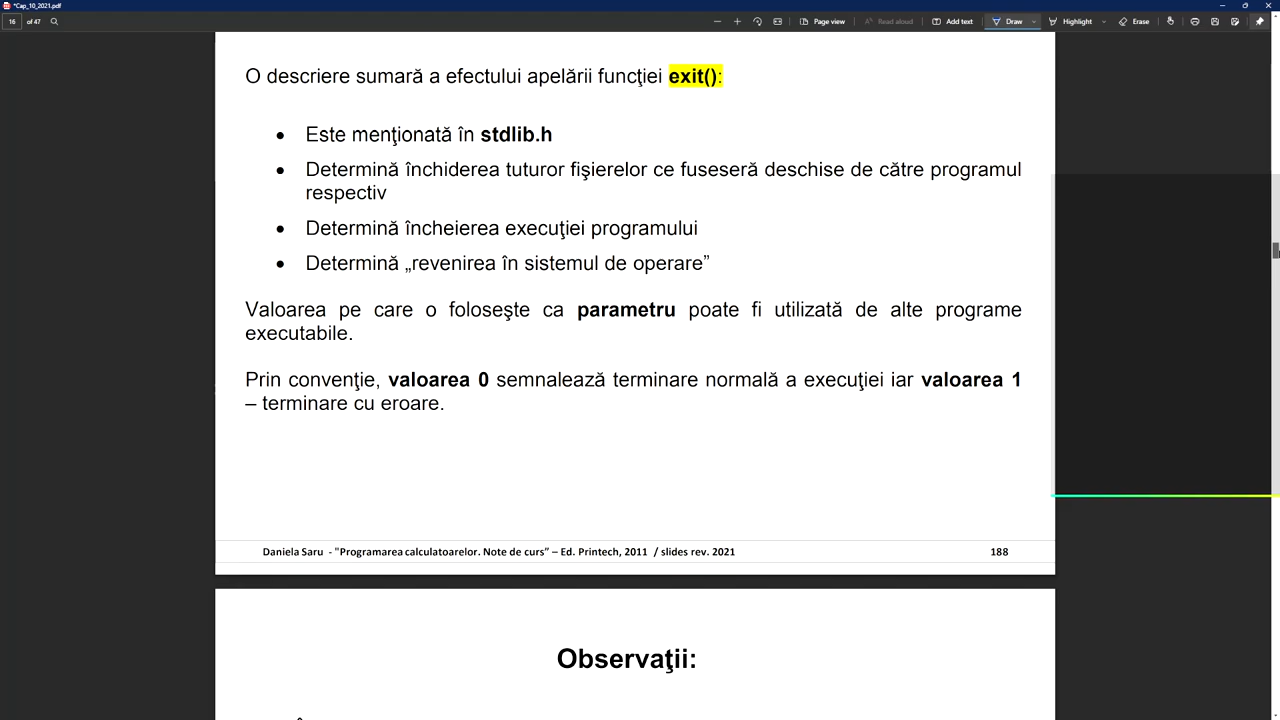 *Cap_10_2021.pdf
16 of 47 Page view Read aloud Add text Draw Highlight Erase
O descriere sumară a efectului apelării funcţiei exit():
• Este menţionată în stdlib.h
• Determină închiderea tuturor fişierelor ce fuseseră deschise de către programul
respectiv
• Determină încheierea execuţiei programului
• Determină „revenirea în sistemul de operare”
Valoarea pe care o foloseşte ca parametru poate fi utilizată de alte programe
executabile.
Prin convenţie, valoarea 0 semnalează terminare normală a execuţiei iar valoarea 1
– terminare cu eroare.
Daniela Saru - "Programarea calculatoarelor. Note de curs” – Ed. Printech, 2011 / slides rev. 2021 188
Observaţii: